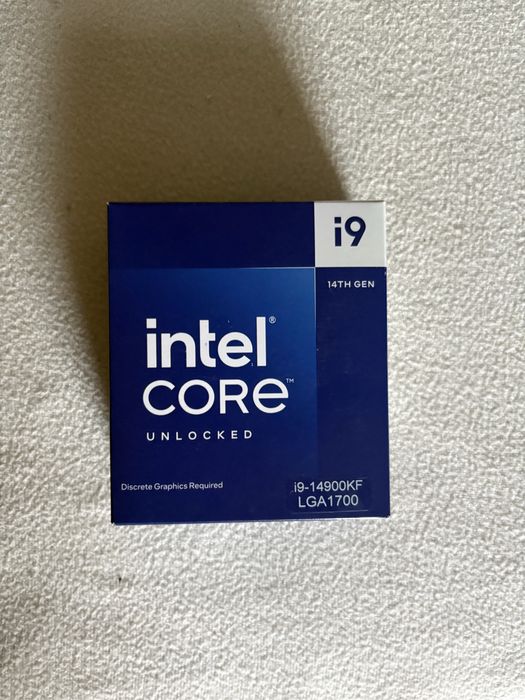 i9
14TH GEN
intel®
CORE™
UNLOCKED
Discrete Graphics Required
i9-14900KF
LGA1700